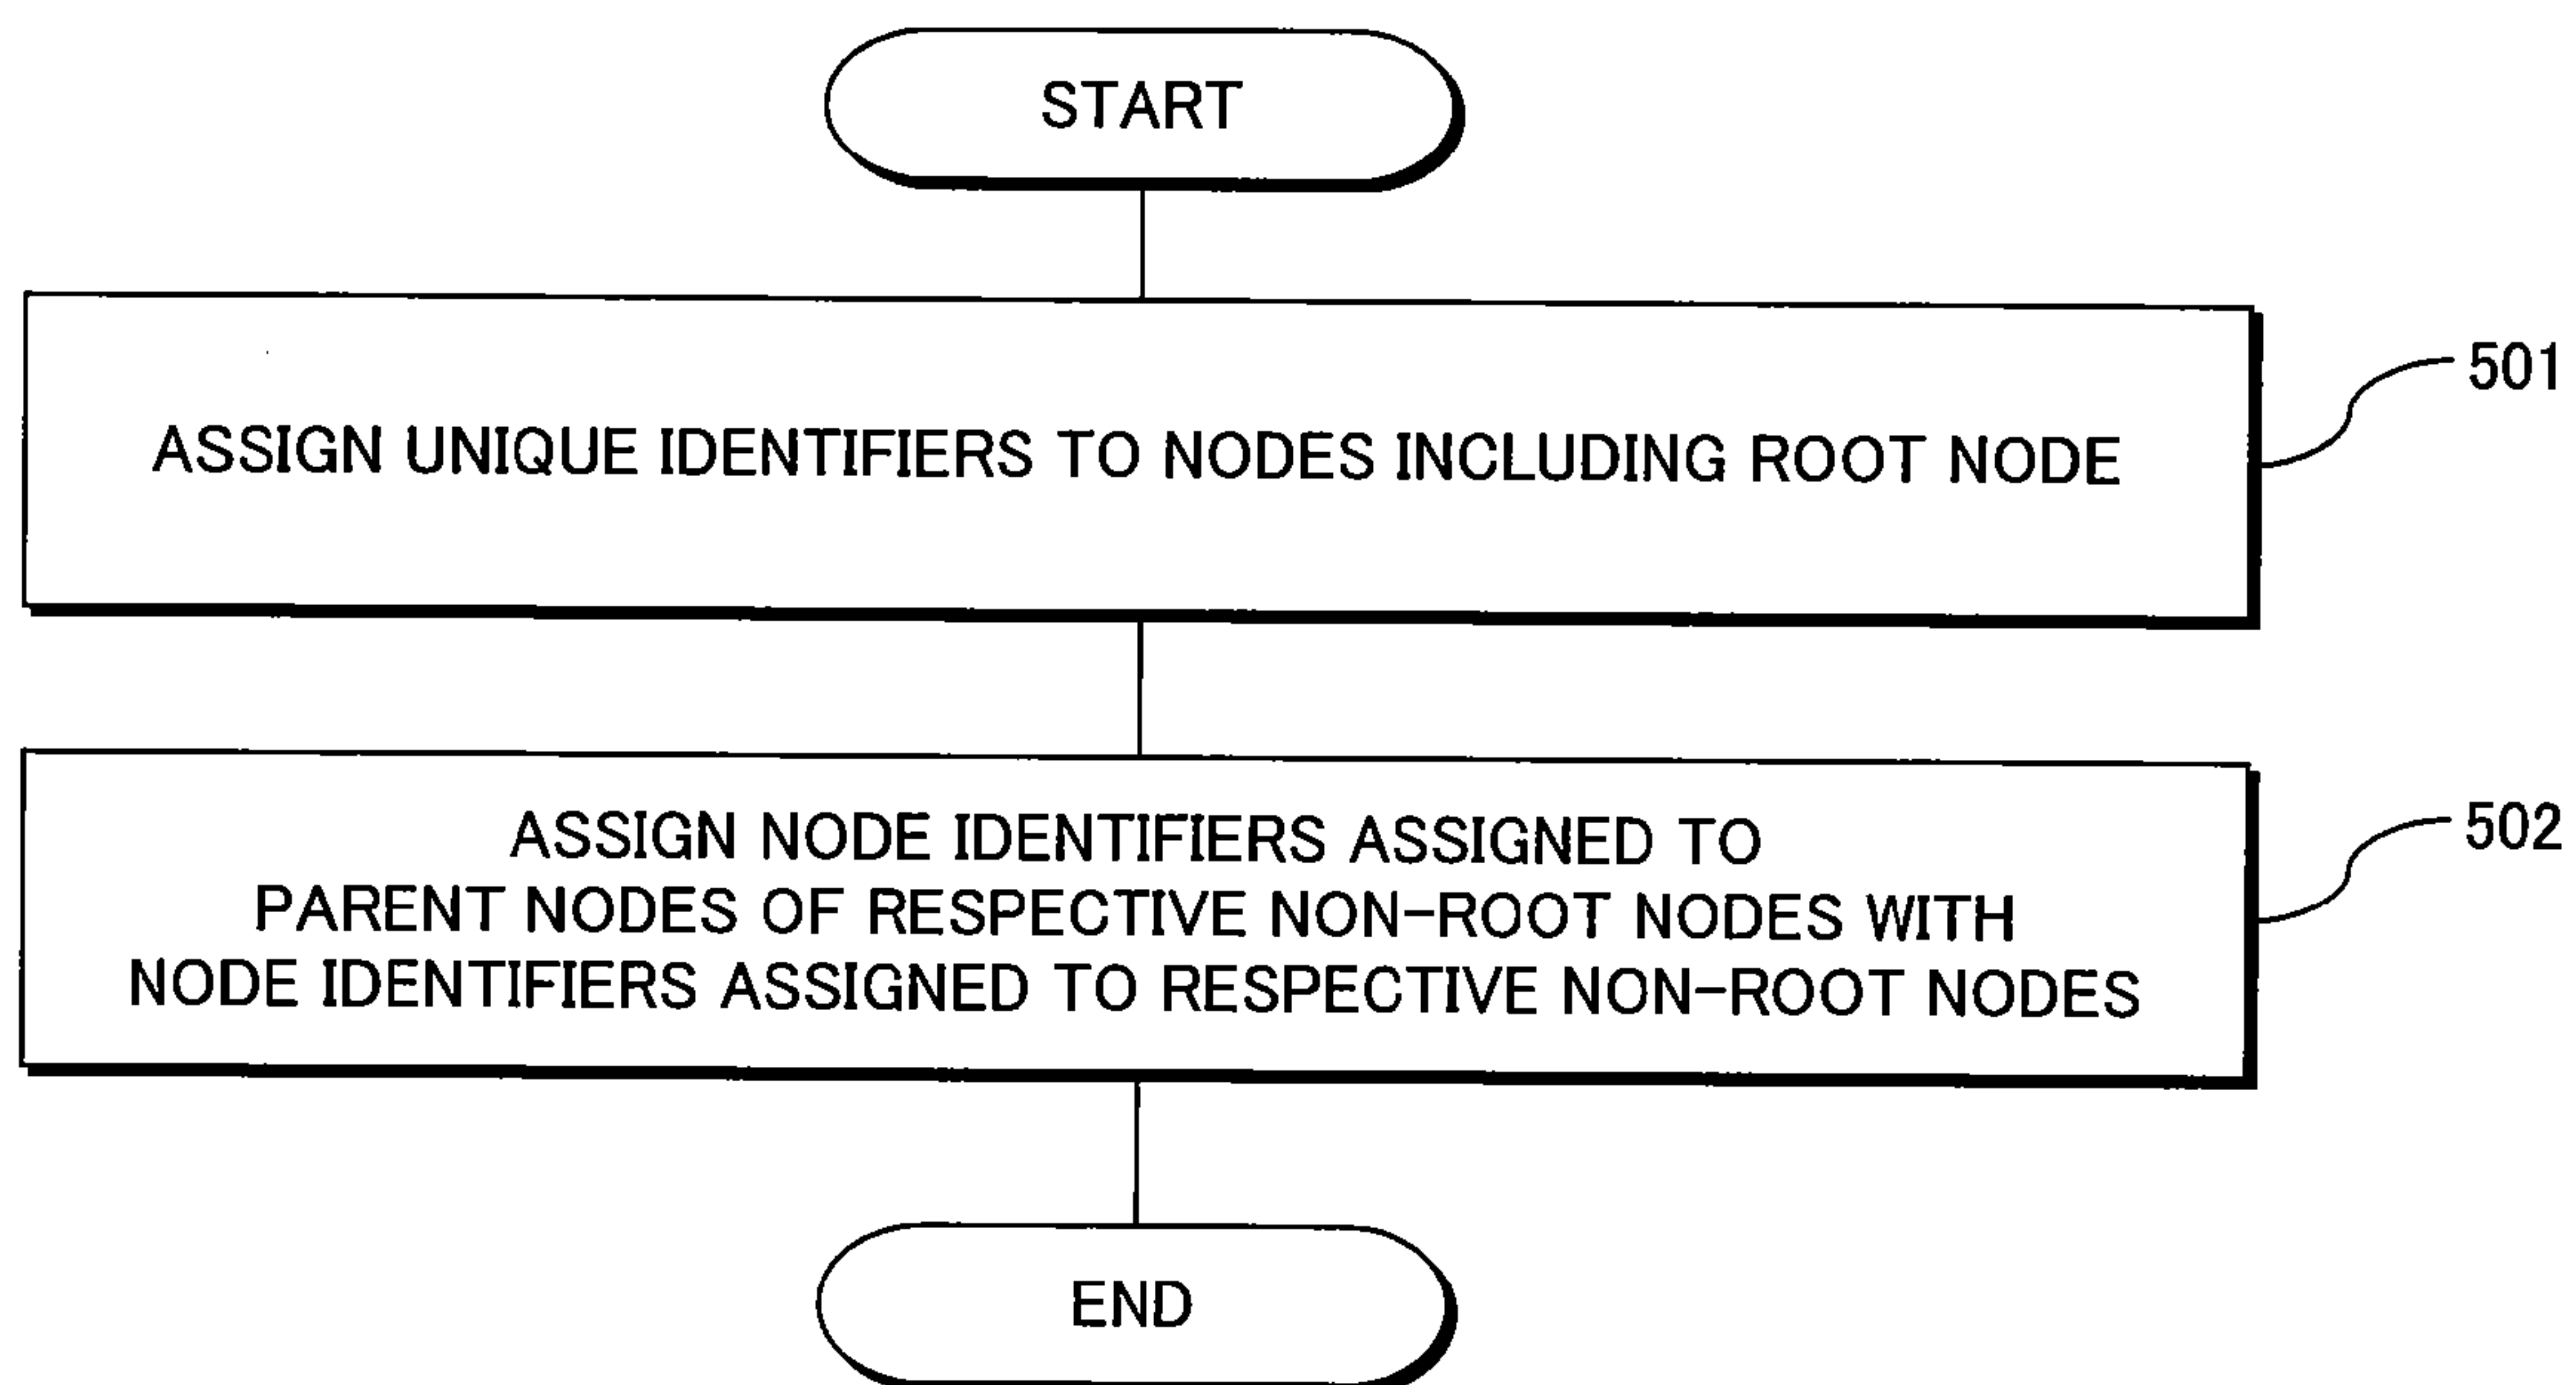 START
ASSIGN UNIQUE IDENTIFIERS TO NODES INCLUDING ROOT NODE
501
ASSIGN NODE IDENTIFIERS ASSIGNED TO
PARENT NODES OF RESPECTIVE NON-ROOT NODES WITH
NODE IDENTIFIERS ASSIGNED TO RESPECTIVE NON-ROOT NODES
502
END